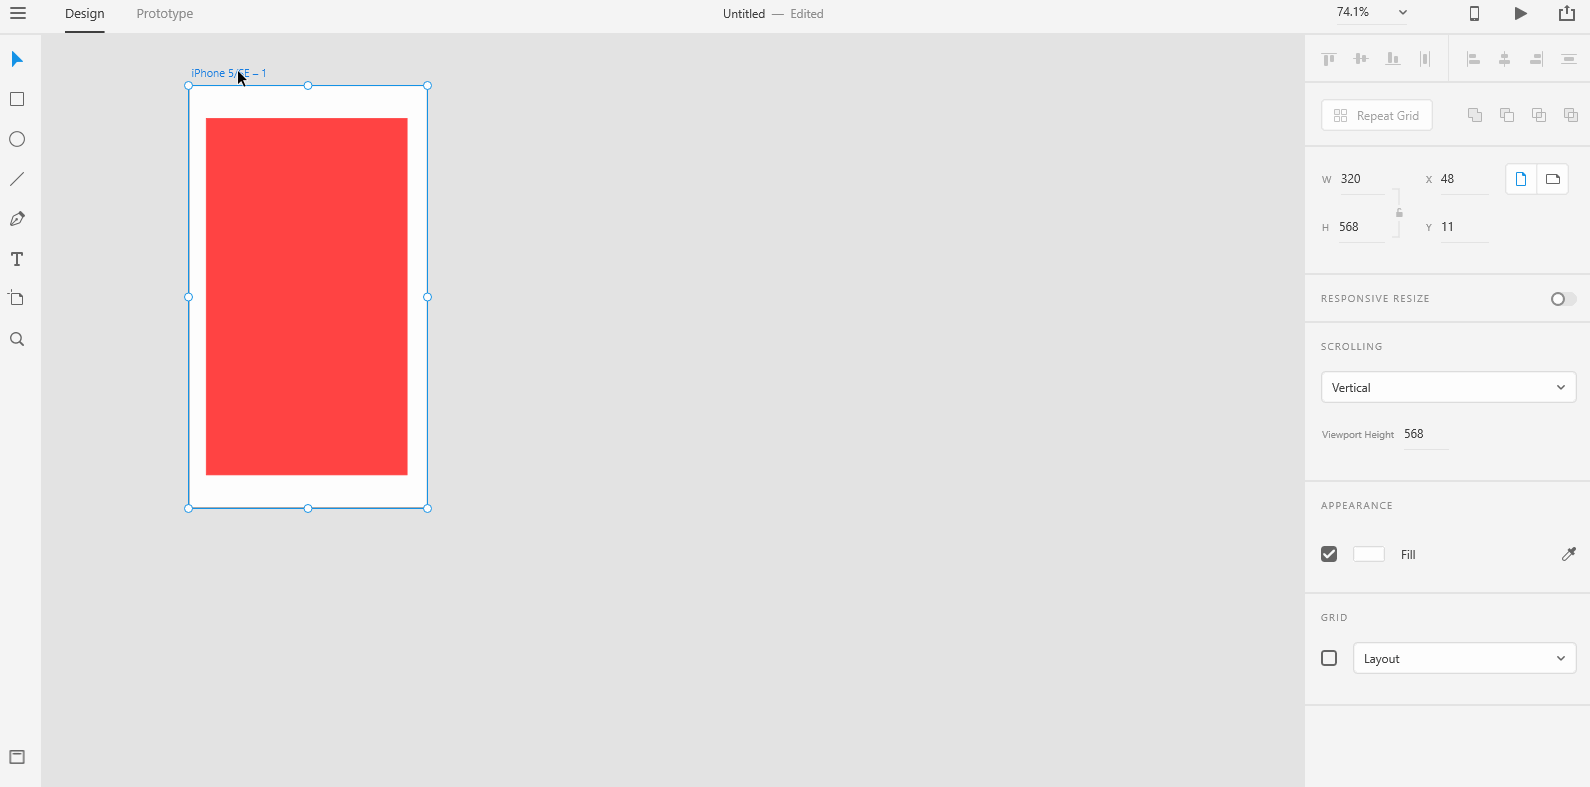 Design Prototype Untitled — Edited 74.1%
iPhone 5/SE – 1
Repeat Grid
W 320 X 48
H 568 Y 11
RESPONSIVE RESIZE
SCROLLING
Vertical
Viewport Height 568
APPEARANCE
Fill
GRID
Layout
T